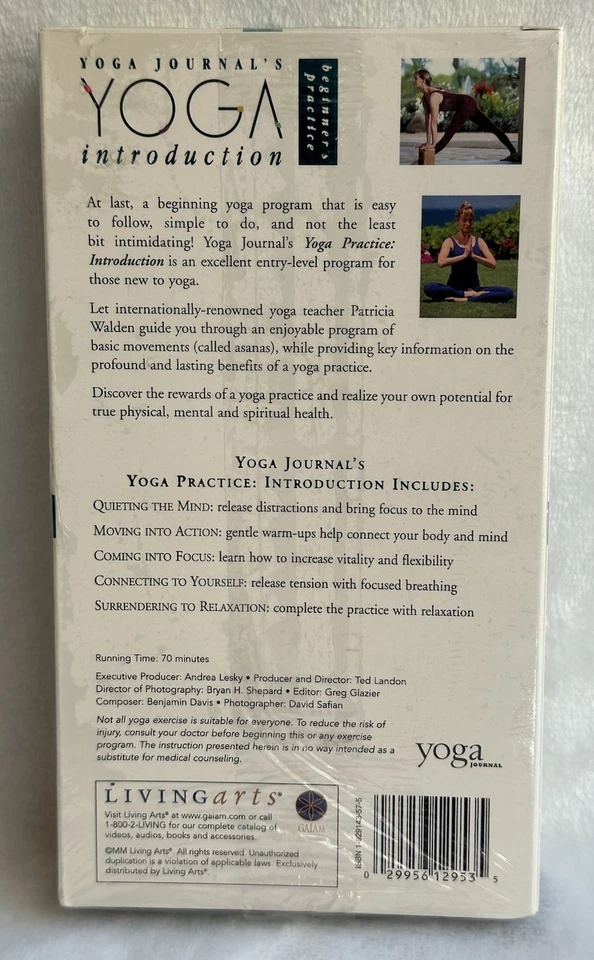 YOGA JOURNAL'S
YOGA
introduction
beginner's
practice
At last, a beginning yoga program that is easy
to follow, simple to do, and not the least
bit intimidating! Yoga Journal's Yoga Practice:
Introduction is an excellent entry-level program for
those new to yoga.
Let internationally-renowned yoga teacher Patricia
Walden guide you through an enjoyable program of
basic movements (called asanas), while providing key information on the
profound and lasting benefits of a yoga practice.
Discover the rewards of a yoga practice and realize your own potential for
true physical, mental and spiritual health.
YOGA JOURNAL'S
YOGA PRACTICE: INTRODUCTION INCLUDES:
QUIETING THE MIND: release distractions and bring focus to the mind
MOVING INTO ACTION: gentle warm-ups help connect your body and mind
COMING INTO FOCUS: learn how to increase vitality and flexibility
CONNECTING TO YOURSELF: release tension with focused breathing
SURRENDERING TO RELAXATION: complete the practice with relaxation
Running Time: 70 minutes
Executive Producer: Andrea Lesky • Producer and Director: Ted Landon
Director of Photography: Bryan H. Shepard • Editor: Greg Glazier
Composer: Benjamin Davis • Photographer: David Safian
Not all yoga exercise is suitable for everyone. To reduce the risk of
injury, consult your doctor before beginning this or any exercise
program. The instruction presented herein is in no way intended as a
substitute for medical counseling.
yoga
JOURNAL
LIVINGarts®
Visit Living Arts® at www.gaiam.com or call
1-800-2-LIVING for our complete catalog of
videos, audios, books and accessories.
GAIAM
©MM Living Arts®. All rights reserved. Unauthorized
duplication is a violation of applicable laws. Exclusively
distributed by Living Arts®.
ISBN
0 29956 12953 5